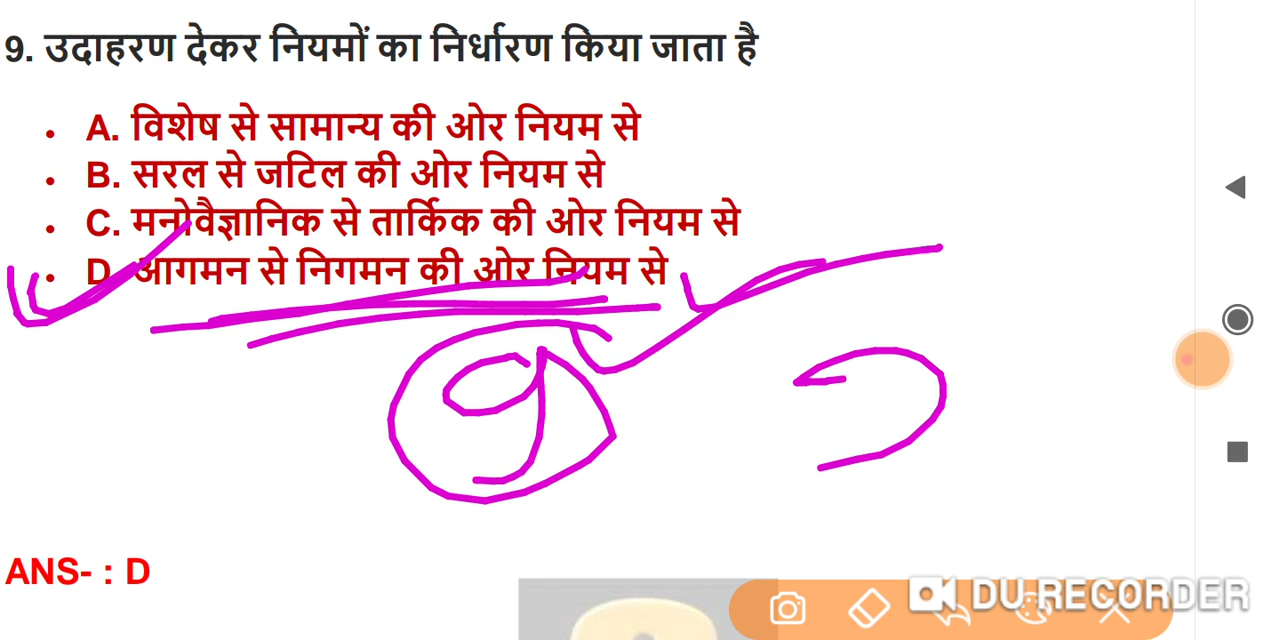 9. उदाहरण देकर नियमों का निर्धारण किया जाता है
• A. विशेष से सामान्य की ओर नियम से
• B. सरल से जटिल की ओर नियम से
• C. मनोवैज्ञानिक से तार्किक की ओर नियम से
• D. आगमन से निगमन की ओर नियम से
9
ANS- : D
DU RECORDER